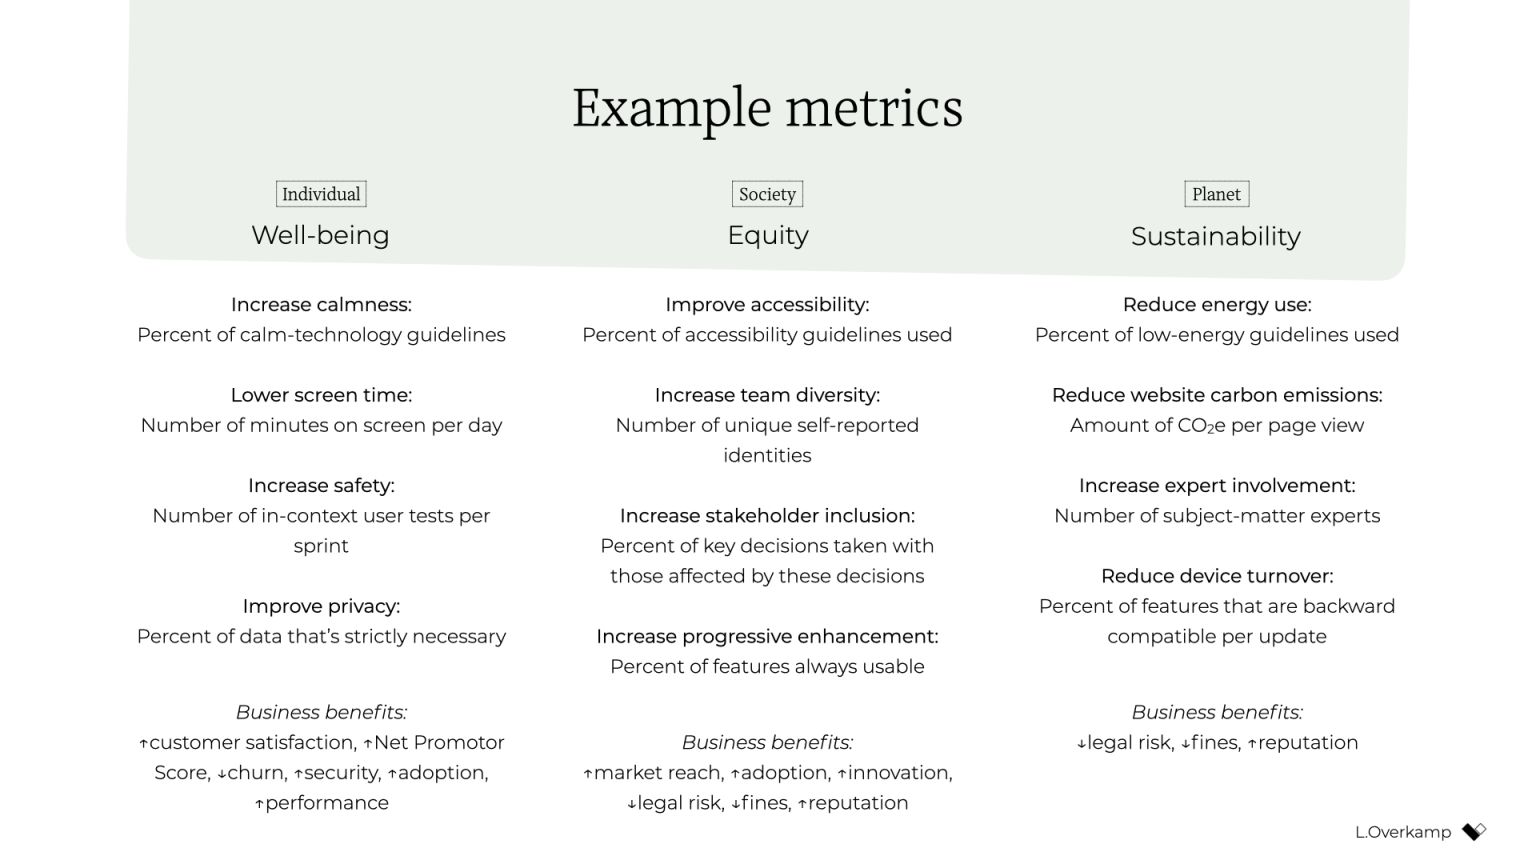 Example metrics
Individual
Well-being
Increase calmness:
Percent of calm-technology guidelines
Lower screen time:
Number of minutes on screen per day
Increase safety:
Number of in-context user tests per
sprint
Improve privacy:
Percent of data that’s strictly necessary
Business benefits:
↑customer satisfaction, ↑Net Promotor
Score, ↓churn, ↑security, ↑adoption,
↑performance
Society
Equity
Improve accessibility:
Percent of accessibility guidelines used
Increase team diversity:
Number of unique self-reported
identities
Increase stakeholder inclusion:
Percent of key decisions taken with
those affected by these decisions
Increase progressive enhancement:
Percent of features always usable
Business benefits:
↑market reach, ↑adoption, ↑innovation,
↓legal risk, ↓fines, ↑reputation
Planet
Sustainability
Reduce energy use:
Percent of low-energy guidelines used
Reduce website carbon emissions:
Amount of CO₂e per page view
Increase expert involvement:
Number of subject-matter experts
Reduce device turnover:
Percent of features that are backward
compatible per update
Business benefits:
↓legal risk, ↓fines, ↑reputation
L.Overkamp